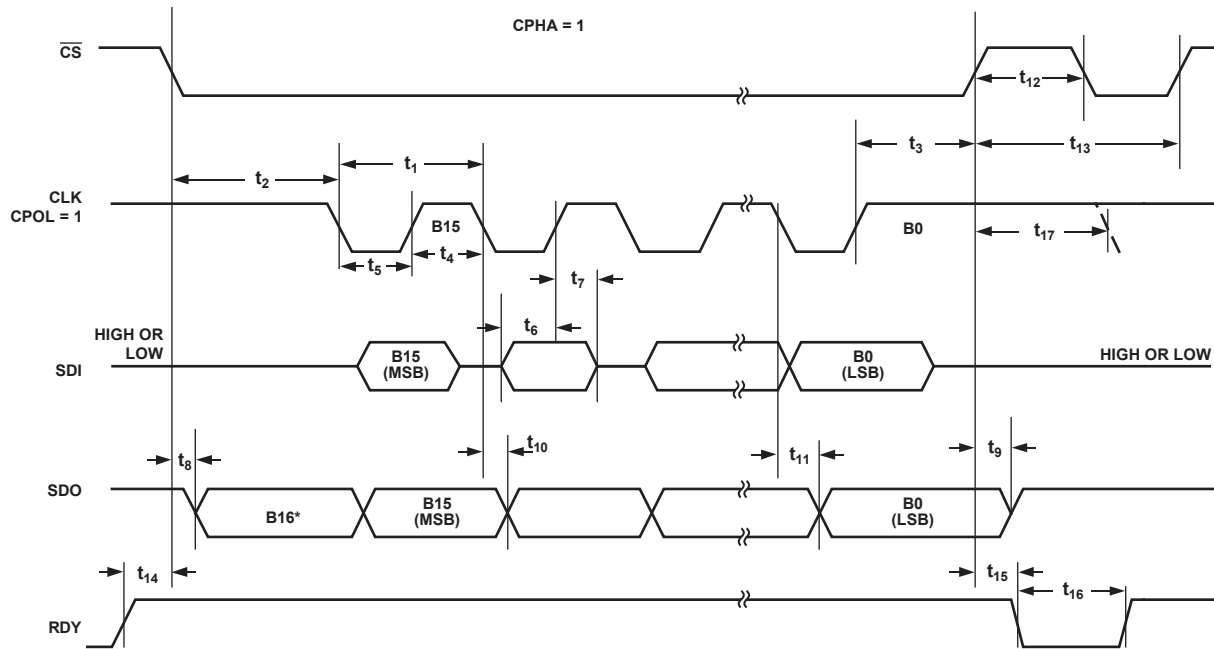 CPHA = 1
CS
t12
t3
t13
t1
t2
CLK
CPOL = 1
B15
B0
t17
t5
t4
t7
t6
HIGH OR
LOW
SDI
B15
(MSB)
B0
(LSB)
HIGH OR LOW
t8
t10
t11
t9
SDO
B16*
B15
(MSB)
B0
(LSB)
t14
t15
t16
RDY